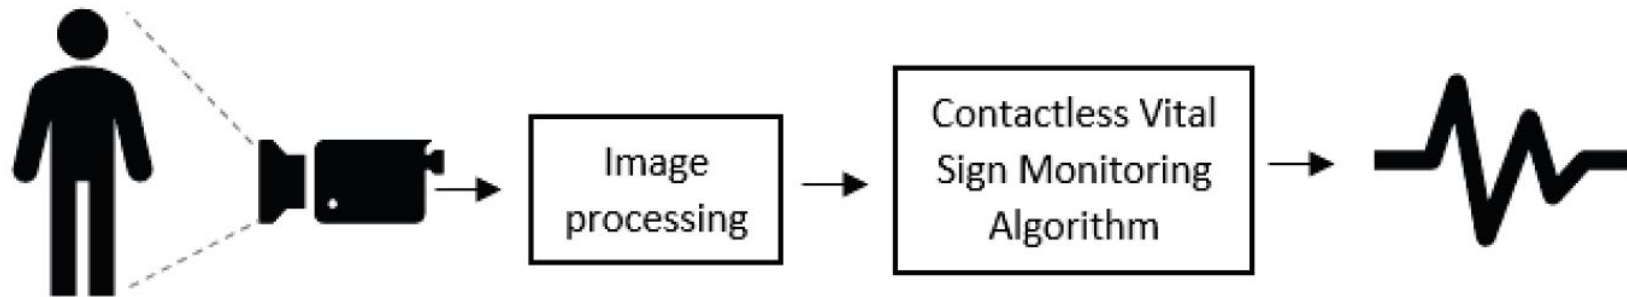 Image
processing
Contactless Vital
Sign Monitoring
Algorithm